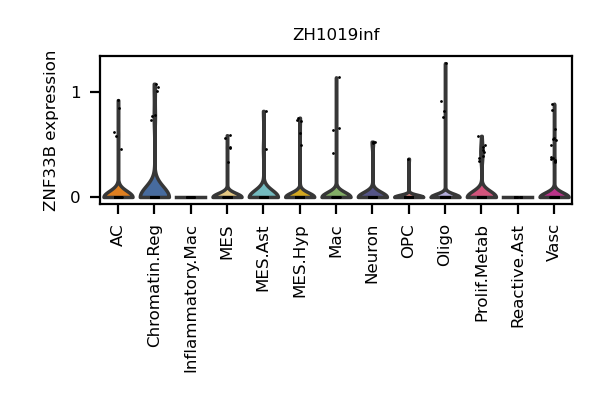 ZH1019inf
ZNF33B expression
1
0
AC
Chromatin.Reg
Inflammatory.Mac
MES
MES.Ast
MES.Hyp
Mac
Neuron
OPC
Oligo
Prolif.Metab
Reactive.Ast
Vasc